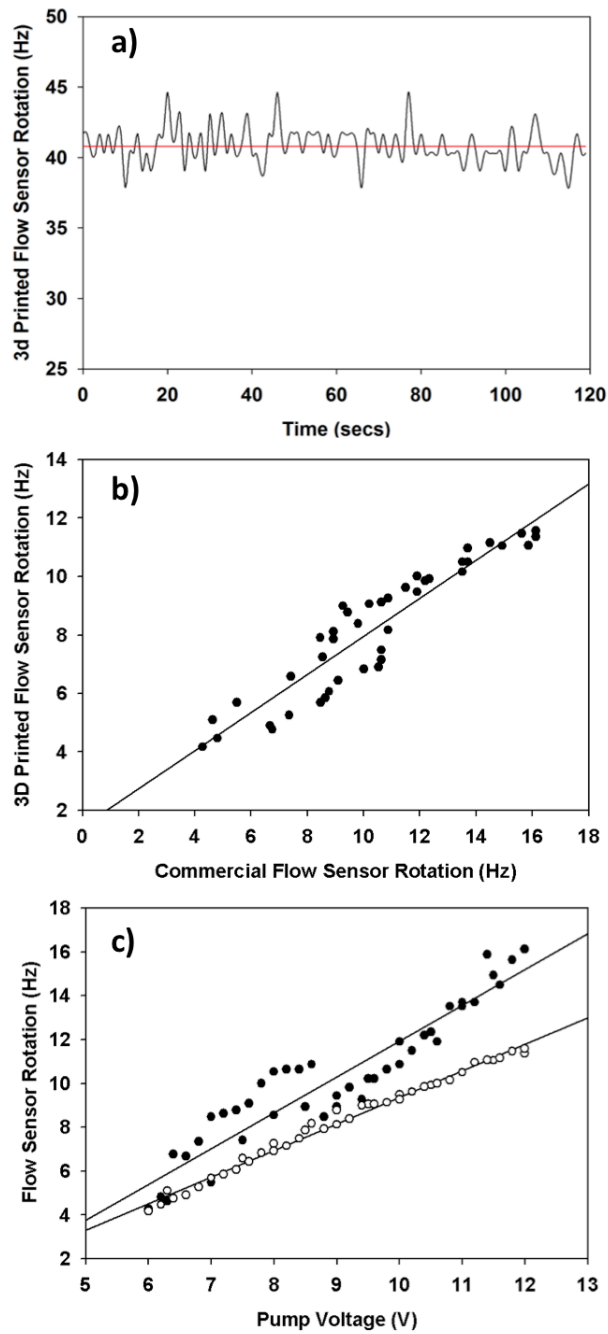 a)
3d Printed Flow Sensor Rotation (Hz)
50
45
40
35
30
25
0 20 40 60 80 100 120
Time (secs)
b)
3D Printed Flow Sensor Rotation (Hz)
14
12
10
8
6
4
2
0 2 4 6 8 10 12 14 16 18
Commercial Flow Sensor Rotation (Hz)
c)
Flow Sensor Rotation (Hz)
18
16
14
12
10
8
6
4
2
5 6 7 8 9 10 11 12 13
Pump Voltage (V)